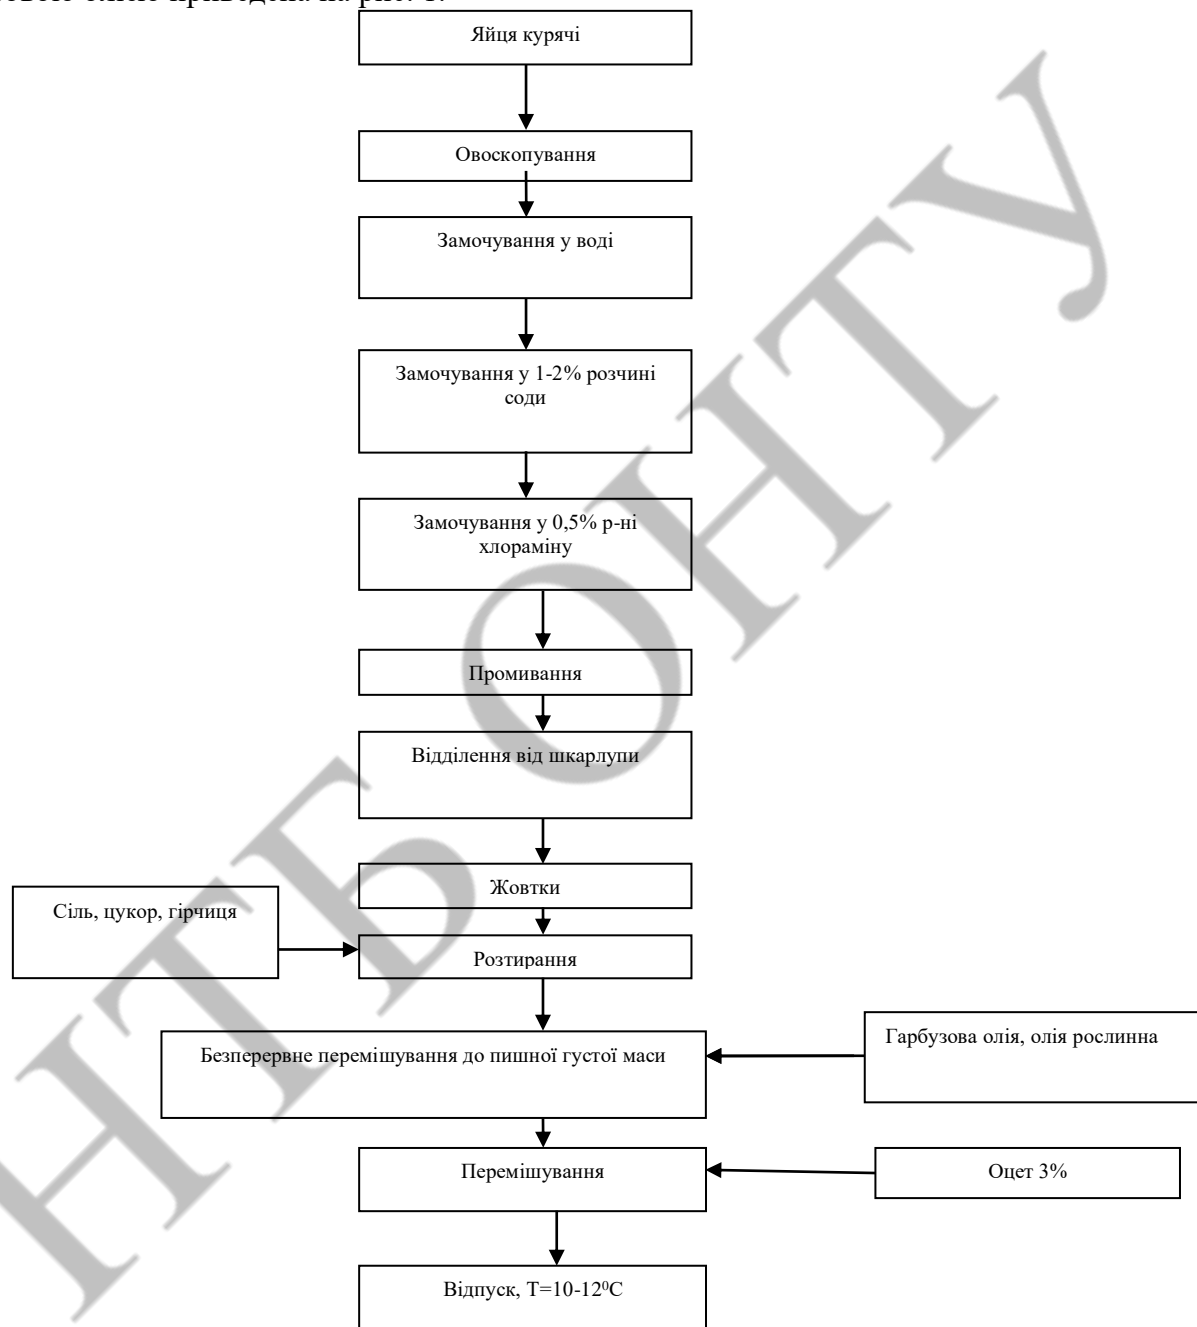 Яйця курячі
Овоскопування
Замочування у воді
Замочування у 1-2% розчині
соди
Замочування у 0,5% р-ні
хлораміну
Промивання
Відділення від шкарлупи
Жовтки
Сіль, цукор, гірчиця
Розтирання
Гарбузова олія, олія рослинна
Безперервне перемішування до пишної густої маси
Перемішування
Оцет 3%
Відпуск, Т=10-12⁰С
НТБ ОНТУ